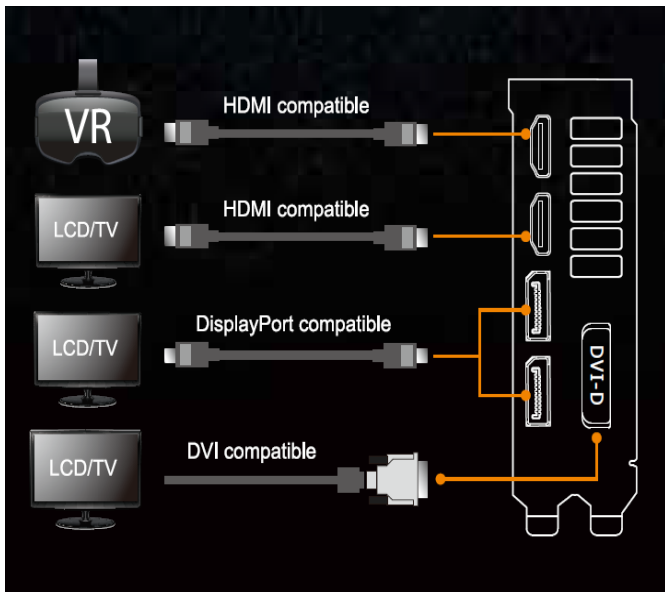 VR
HDMI compatible
LCD/TV
HDMI compatible
LCD/TV
DisplayPort compatible
DVI-D
LCD/TV
DVI compatible